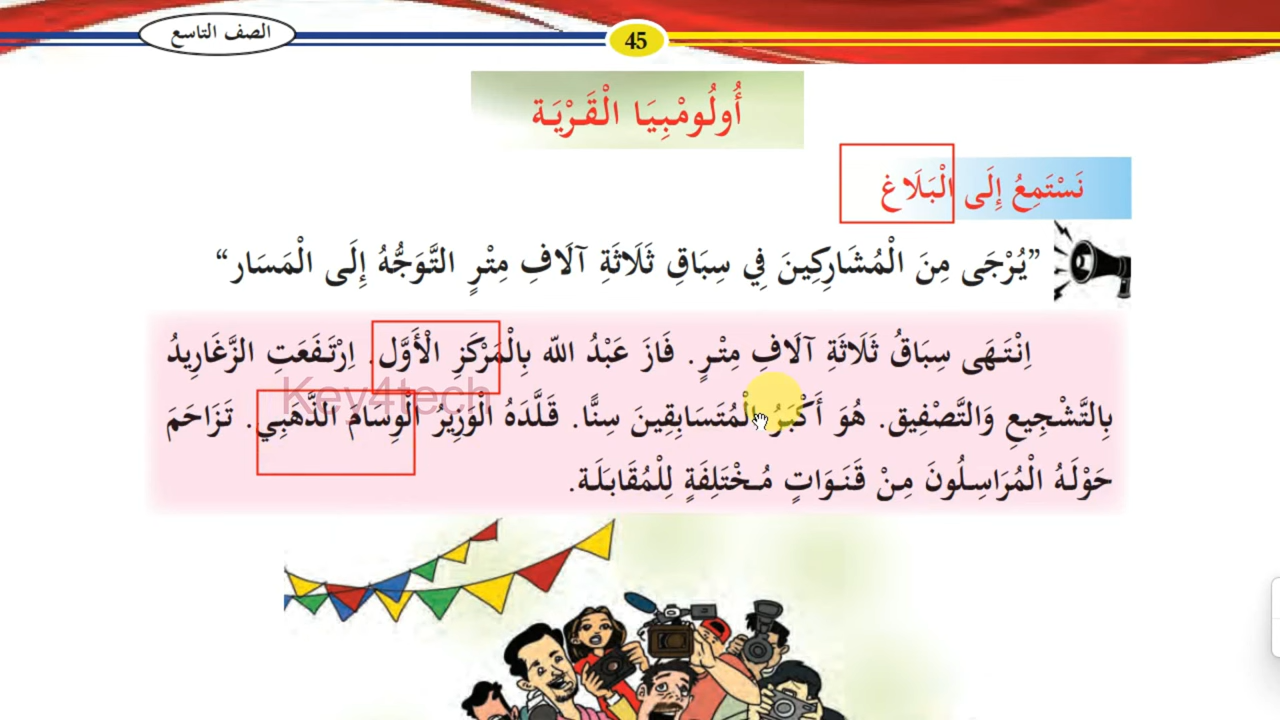 الصف التاسع
45
أُولُومْبِيَا الْقَرْيَة
نَسْتَمِعُ إِلَى الْبَلَاغ
”يُرْجَى مِنَ الْمُشَارِكِينَ فِي سِبَاقِ ثَلَاثَةِ آلَافِ مِتْرٍ التَّوَجُّهُ إِلَى الْمَسَار“
اِنْتَهَى سِبَاقُ ثَلَاثَةِ آلَافِ مِتْرٍ. فَازَ عَبْدُ اللّه بِالْمَرْكَزِ الْأَوَّل. اِرْتَفَعَتِ الزَّغَارِيدُ
بِالتَّشْجِيعِ وَالتَّصْفِيق. هُوَ أَكْبَرُ الْمُتَسَابِقِينَ سِنًّا. قَلَّدَهُ الْوَزِيرُ الْوِسَامَ الذَّهَبِي. تَزَاحَمَ
حَوْلَهُ الْمُرَاسِلُونَ مِنْ قَنَوَاتٍ مُخْتَلِفَةٍ لِلْمُقَابَلَة.
Key4tech